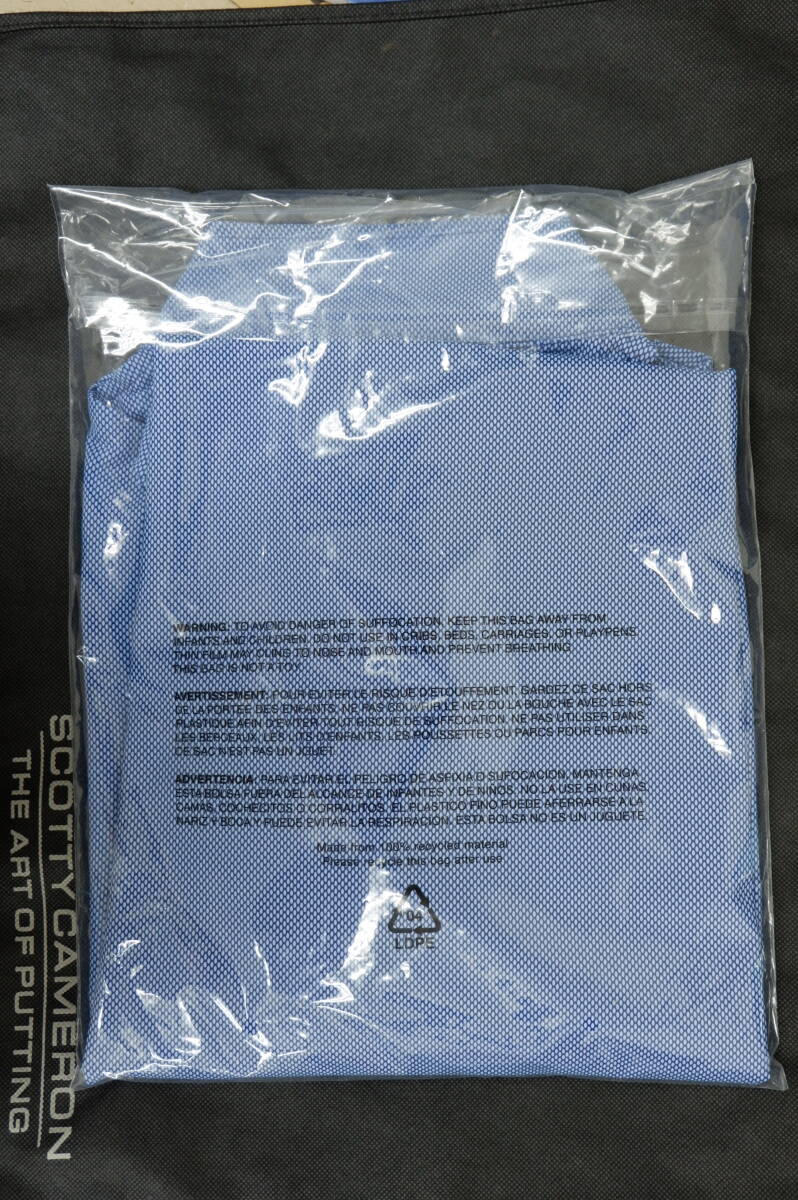 WARNING: TO AVOID DANGER OF SUFFOCATION, KEEP THIS BAG AWAY FROM
INFANTS AND CHILDREN. DO NOT USE IN CRIBS, BEDS, CARRIAGES, OR PLAYPENS.
THIN FILM MAY CLING TO NOSE AND MOUTH AND PREVENT BREATHING.
THIS BAG IS NOT A TOY.
AVERTISSEMENT: POUR EVITER LE RISQUE D'ETOUFFEMENT, GARDEZ CE SAC HORS
DE LA PORTEE DES ENFANTS. NE PAS COUVRIR LE NEZ OU LA BOUCHE AVEC LE SAC
PLASTIQUE AFIN D'EVITER TOUT RISQUE DE SUFFOCATION. NE PAS UTILISER DANS
LES BERCEAUX, LES LITS D'ENFANTS, LES POUSSETTES OU PARCS POUR ENFANTS.
CE SAC N'EST PAS UN JOUET.
ADVERTENCIA: PARA EVITAR EL PELIGRO DE ASFIXIA O SUFOCACION, MANTENGA
ESTA BOLSA FUERA DEL ALCANCE DE INFANTES Y DE NINOS. NO LA USE EN CUNAS,
CAMAS, COCHECITOS O CORRALITOS. EL PLASTICO FINO PUEDE AFERRARSE A LA
NARIZ Y BOCA Y PUEDE EVITAR LA RESPIRACION. ESTA BOLSA NO ES UN JUGUETE.
Made from 100% recycled material
Please recycle this bag after use
04
LDPE
SCOTTY CAMERON
THE ART OF PUTTING